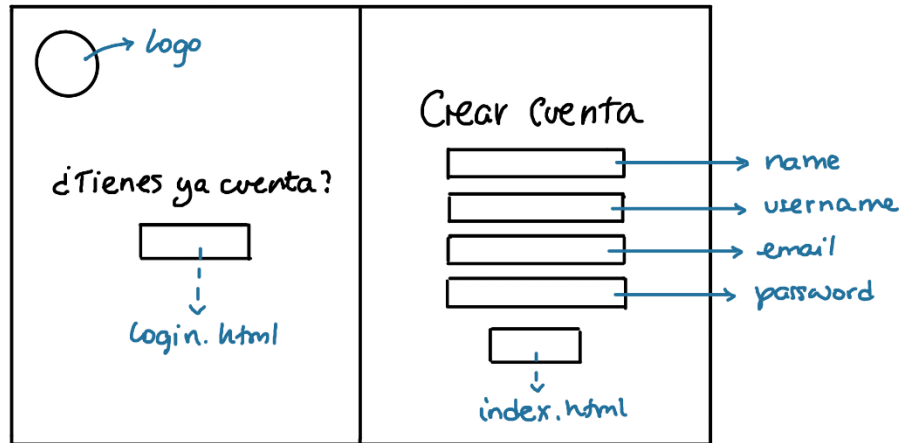 Logo
¿Tienes ya cuenta?
login.html
Crear cuenta
name
username
email
password
index.html